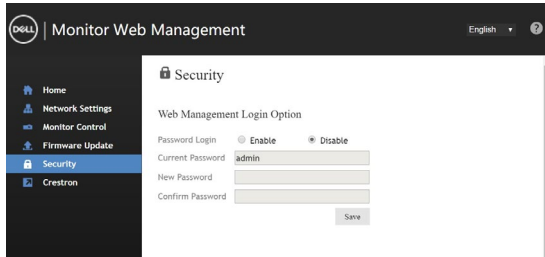 DELL | Monitor Web Management
English
?
Home
Network Settings
Monitor Control
Firmware Update
Security
Crestron
Security
Web Management Login Option
Password Login Enable Disable
Current Password admin
New Password
Confirm Password
Save